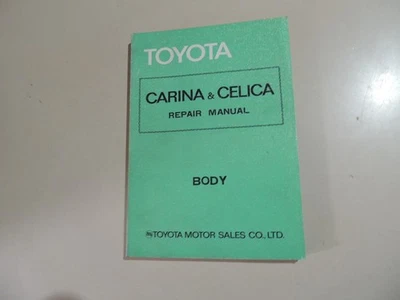 TOYOTA
CARINA & CELICA
REPAIR MANUAL
BODY
TOYOTA MOTOR SALES CO., LTD.